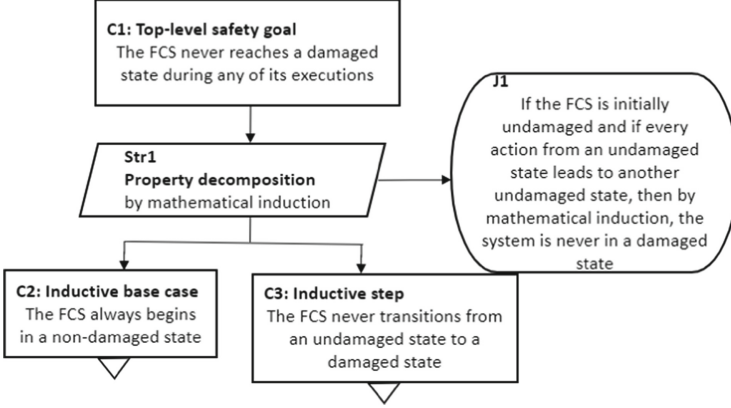 C1: Top-level safety goal
The FCS never reaches a damaged
state during any of its executions
J1
If the FCS is initially
undamaged and if every
action from an undamaged
state leads to another
undamaged state, then by
mathematical induction, the
system is never in a damaged
state
Str1
Property decomposition
by mathematical induction
C2: Inductive base case
The FCS always begins
in a non-damaged state
C3: Inductive step
The FCS never transitions from
an undamaged state to a
damaged state